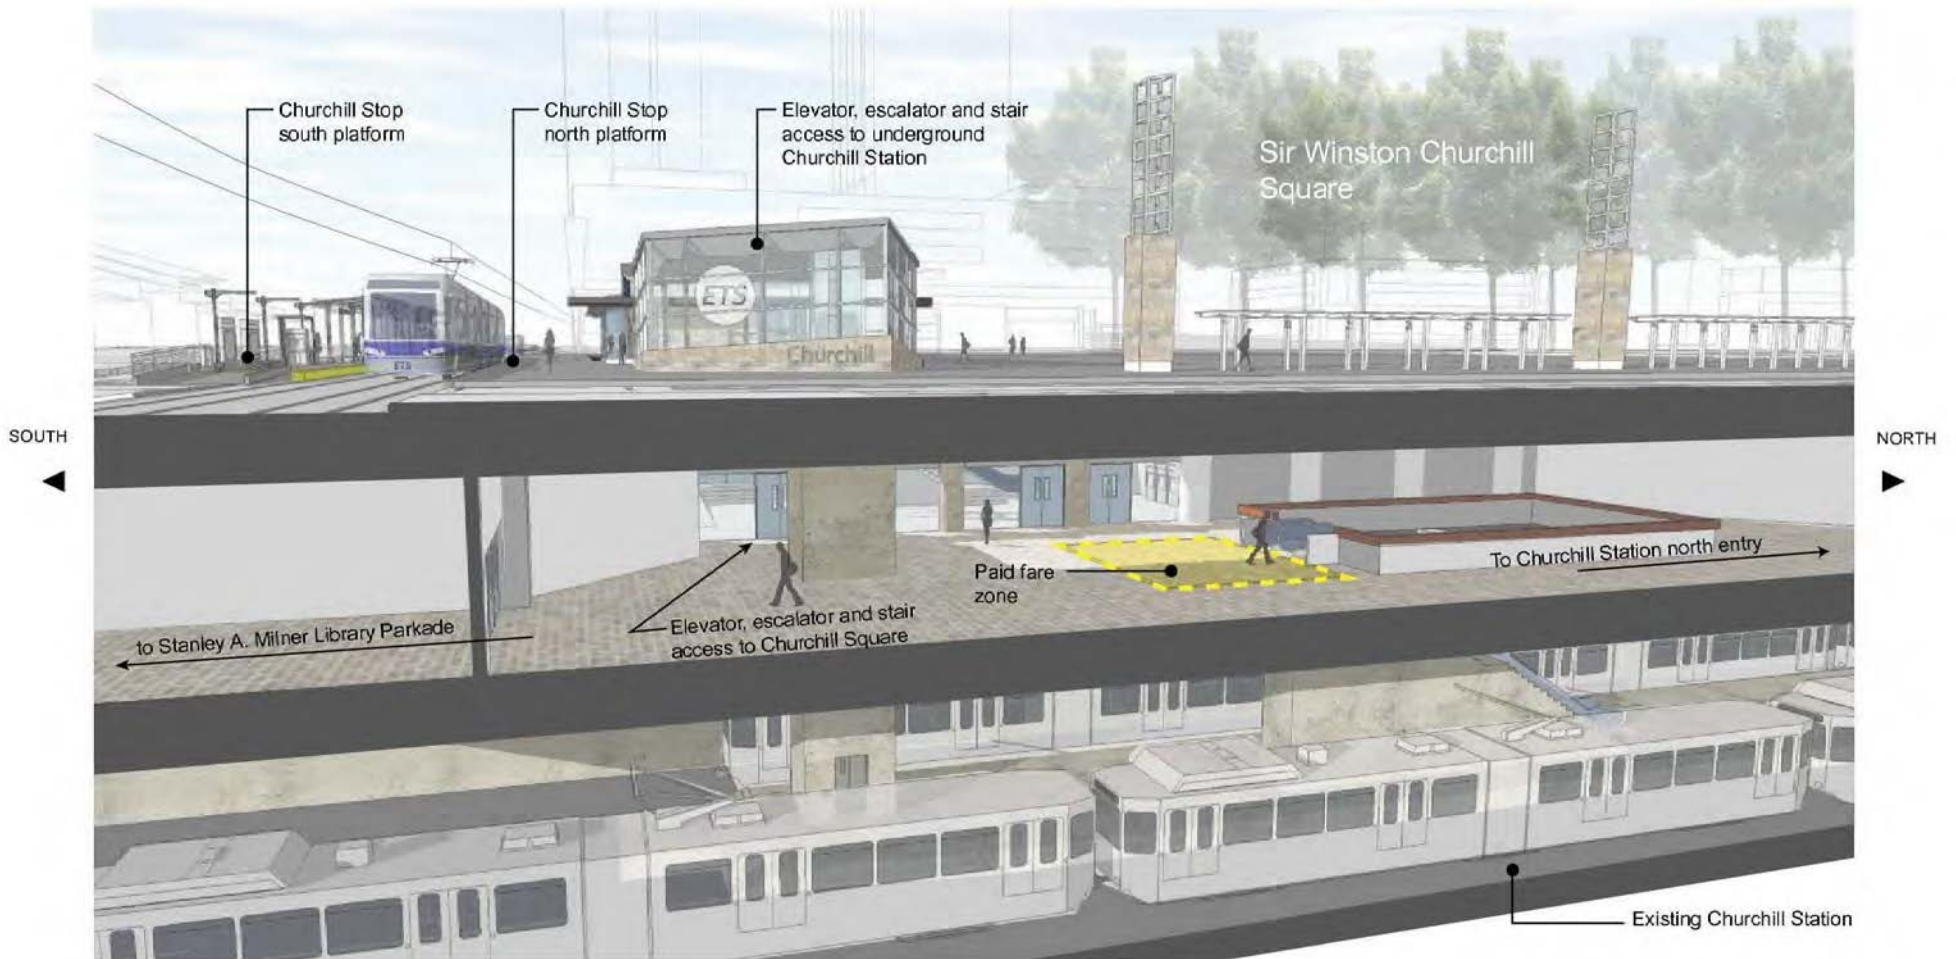 Churchill Stop
south platform
Churchill Stop
north platform
Elevator, escalator and stair
access to underground
Churchill Station
Sir Winston Churchill
Square
ETS
Churchill
ETS
SOUTH
NORTH
Paid fare
zone
To Churchill Station north entry
Elevator, escalator and stair
access to Churchill Square
to Stanley A. Milner Library Parkade
Existing Churchill Station